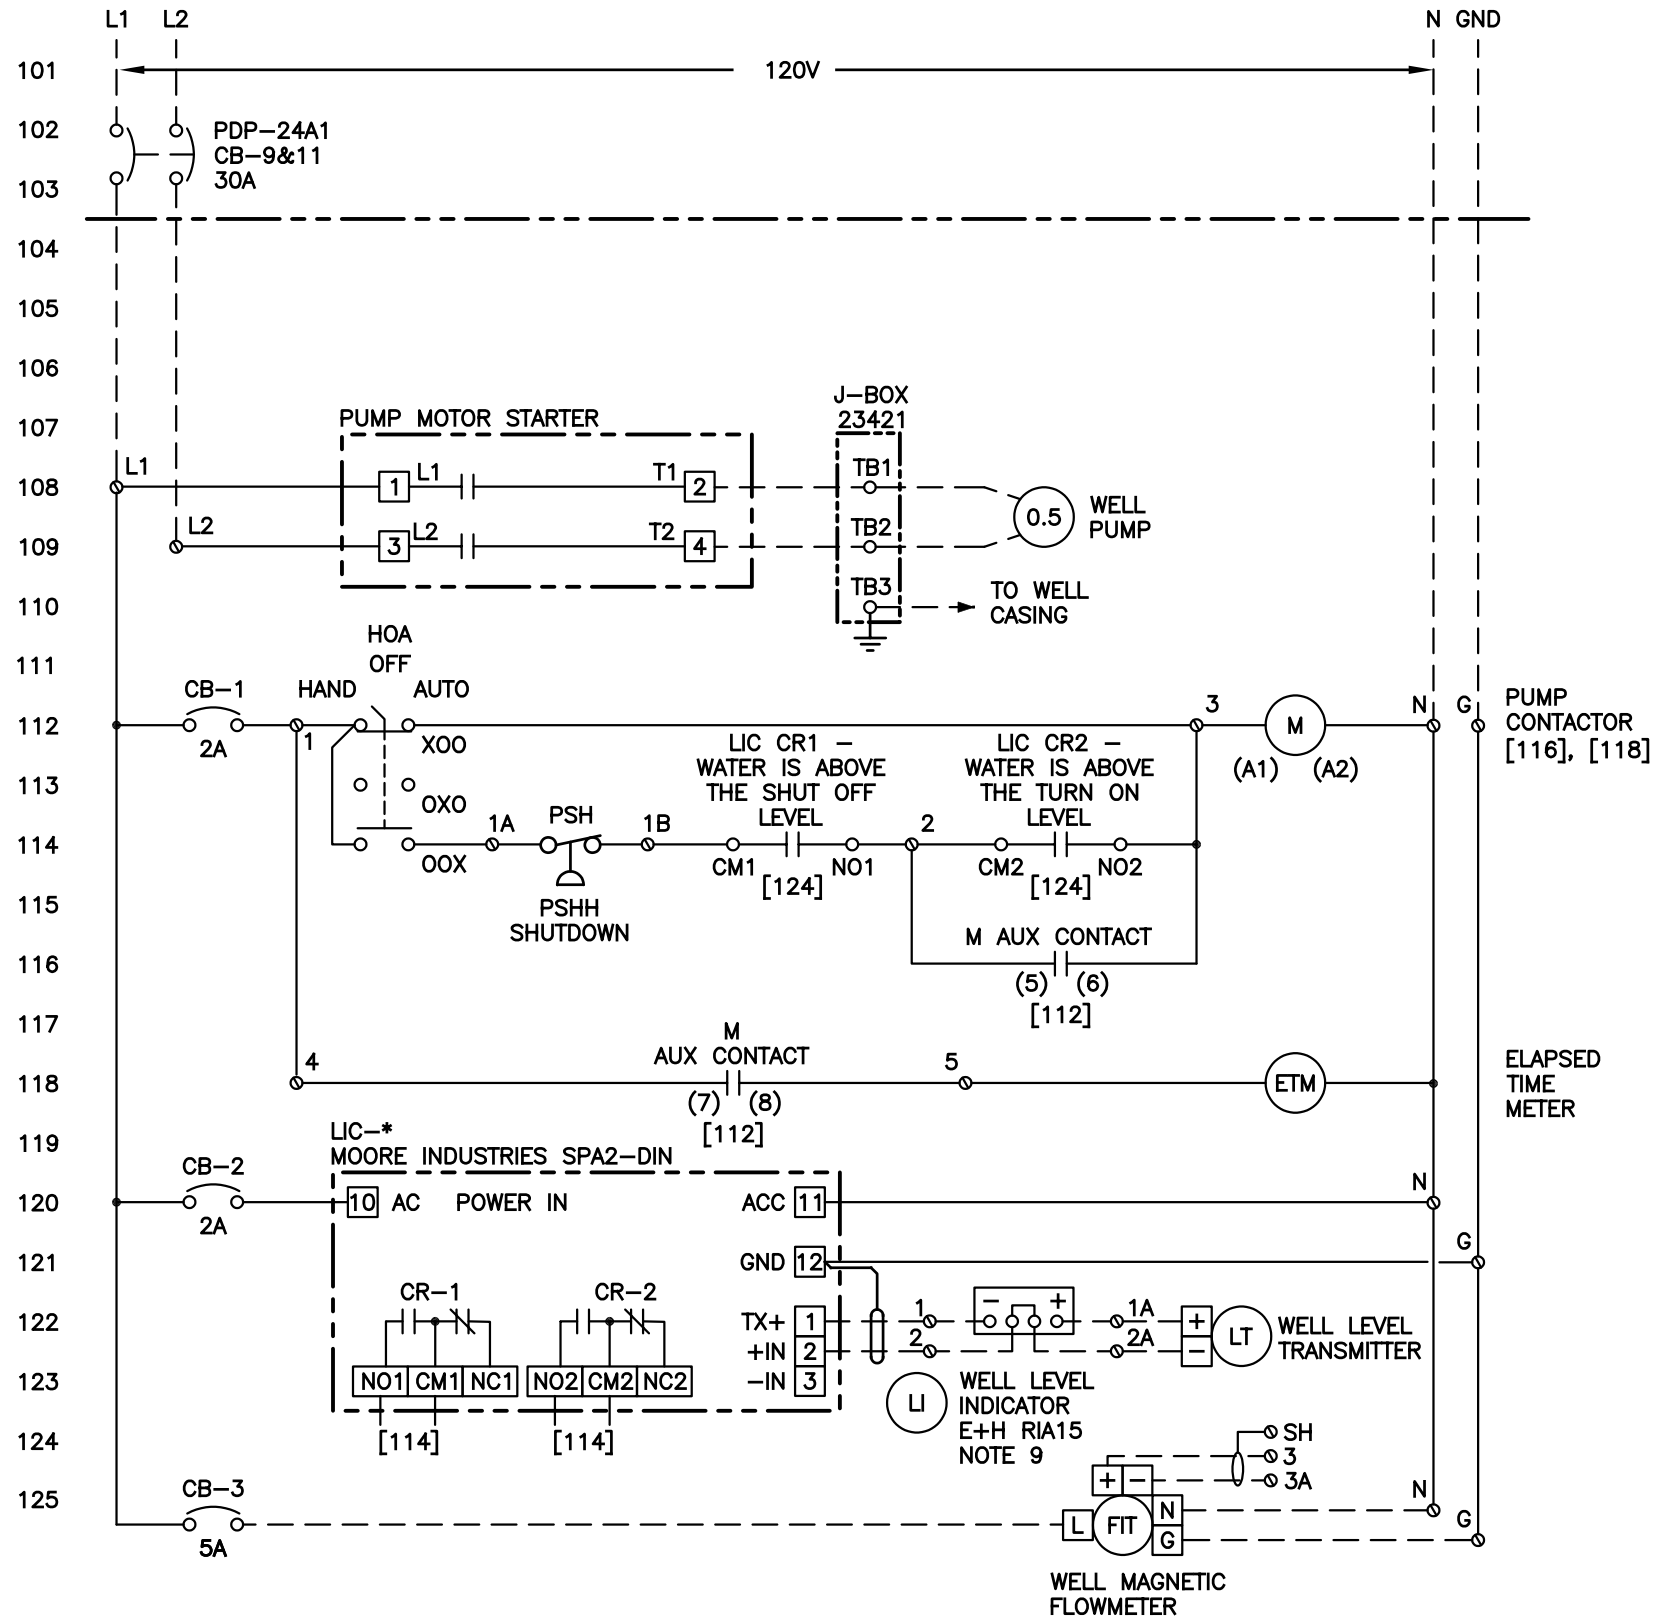 L1 L2 N GND
101 120V
102 PDP-24A1
CB-9&11
103 30A
104
105
106
J-BOX
107 PUMP MOTOR STARTER 23421
L1
108 1 L1 T1 2 TB1 0.5 WELL
PUMP
L2
109 3 L2 T2 4 TB2
110 TB3 TO WELL
CASING
HOA
111 OFF
CB-1 HAND AUTO
112 1 3 M N G PUMP
CONTACTOR
[116], [118]
2A XOO (A1) (A2)
LIC CR1 -
WATER IS ABOVE
THE SHUT OFF
LEVEL
LIC CR2 -
WATER IS ABOVE
THE TURN ON
LEVEL
113 OXO
114 1A PSH 1B 2
OOX CM1 NO1 CM2 NO2
[124] [124]
115 PSHH
SHUTDOWN
M AUX CONTACT
116
(5) (6)
[112]
117 M
AUX CONTACT
118 4 5 ETM ELAPSED
TIME
METER
(7) (8)
[112]
119 LIC-*
MOORE INDUSTRIES SPA2-DIN
CB-2
120 10 AC POWER IN ACC 11 N
2A
121 GND 12 G
CR-1 CR-2
122 TX+ 1 1 - + 1A + LT WELL LEVEL
TRANSMITTER
+IN 2 2 2A -
123 NO1 CM1 NC1 NO2 CM2 NC2 -IN 3
LI WELL LEVEL
INDICATOR
E+H RIA15
NOTE 9
124 [114] [114] SH
3
3A
CB-3 + -
125 N N
L FIT G G
5A
WELL MAGNETIC
FLOWMETER